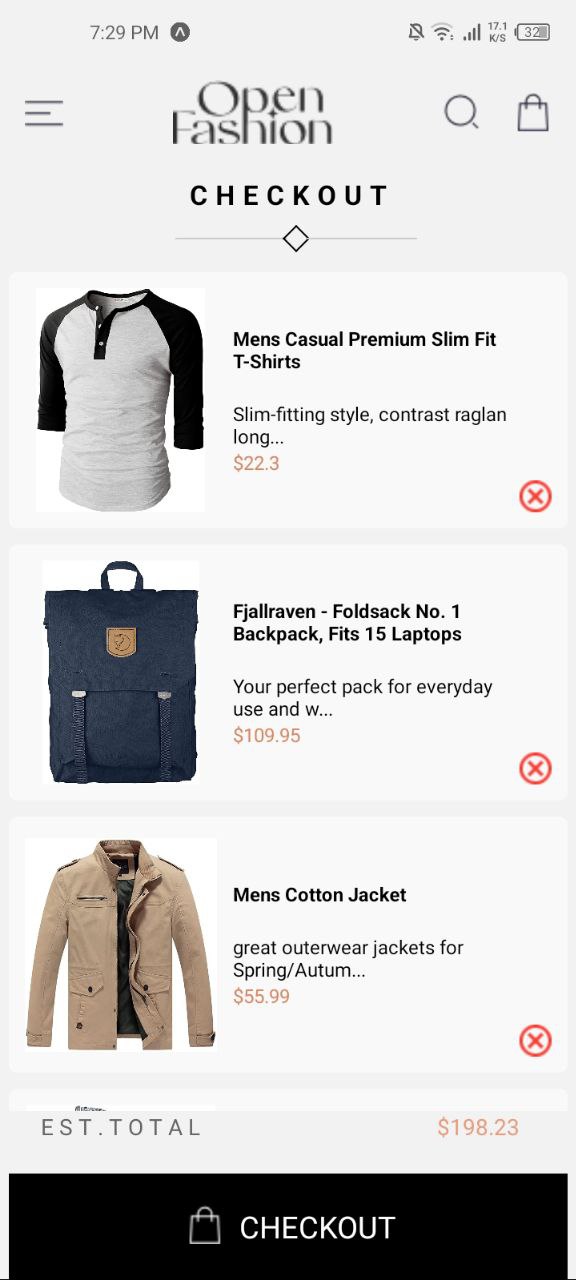 7:29 PM
17.1
K/S
32
Open
Fashion
CHECKOUT
Mens Casual Premium Slim Fit
T-Shirts
Slim-fitting style, contrast raglan
long...
$22.3
Fjallraven - Foldsack No. 1
Backpack, Fits 15 Laptops
Your perfect pack for everyday
use and w...
$109.95
Mens Cotton Jacket
great outerwear jackets for
Spring/Autum...
$55.99
EST.TOTAL
$198.23
CHECKOUT